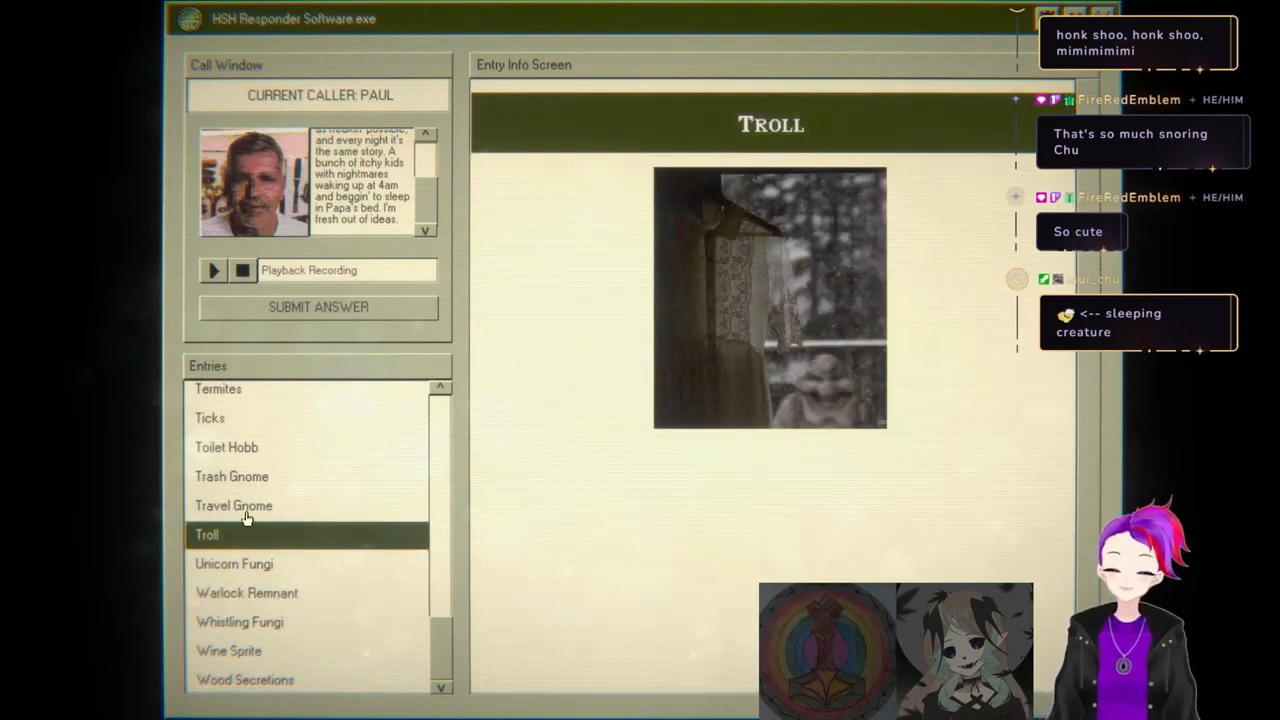 HSH Responder Software.exe
Call Window
CURRENT CALLER: PAUL
as freakin' possible,
and every night it's
the same story. A
bunch of itchy kids
with nightmares
waking up at 4am
and beggin' to sleep
in Papa's bed. I'm
fresh out of ideas.
Playback Recording
SUBMIT ANSWER
Entries
Termites
Ticks
Toilet Hobb
Trash Gnome
Travel Gnome
Troll
Unicorn Fungi
Warlock Remnant
Whistling Fungi
Wine Sprite
Wood Secretions
Entry Info Screen
Troll
honk shoo, honk shoo,
mimimimimi
FireRedEmblem + HE/HIM
That's so much snoring
Chu
FireRedEmblem + HE/HIM
So cute
<-- sleeping
creature